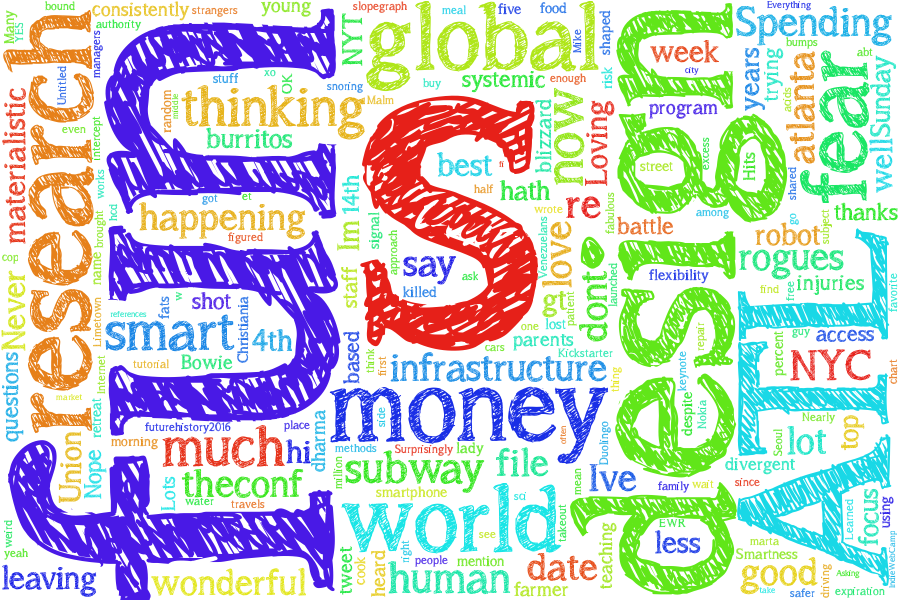 bound
consistently
strangers
young
slopegraph
meal
five
food
Everything
Many
YES
authority
managers
NYT
global
Mike
shaped
Spending
week
city
bumps
abt
Untitled
stuff
xo
OK
snoring
buy
systemic
enough
risk
years
trying
fear
random
middle
thinking
Malm
program
gods
atlanta
Sunday
well
materialistic
research
even
intercept
burritos
best
fi
blizzard
now
Loving
street
excess
Hits
works
got
et
14th
half
hath
shared
hcd
happening
figured
Im
signal
wrote
re
fabulous
among
go
subject
thanks
brought
fun
S
design
battle
robot
cop
name
approach
say
ask
killed
Venezuelans
love
dont
launched
flexibility
rogues
favorite
Never
w
fats
shot
Christiania
staff
gt
patient
find
free
injuries
Linetown
references
smart
4th
one
lost
parents
cars
repair
guy
access
ATL
questions
Internet
tutorial
Bowie
based
think
first
Kickstarter
infrastructure
thing
keynote
percent
NYC
chart
market
retreat
futurehistory2016
place
money
side
often
despite
Nokia
Nearly
top
Union
Nope
morning
much
hi
dharma
methods
Surprisingly
lady
Duolingo
Seoul
lot
Lots
theconf
million
subway
file
Ive
divergent
water
travels
smartphone
sci
mean
family
wait
since
weird
world
see
takeout
EWR
less
Learned
focus
using
yeah
right
people
mention
teaching
marta
Smartness
IndieWebCamp
leaving
wonderful
tweet
cook
heard
human
date
farmer
good
take
safer
driving
Asking
expiration